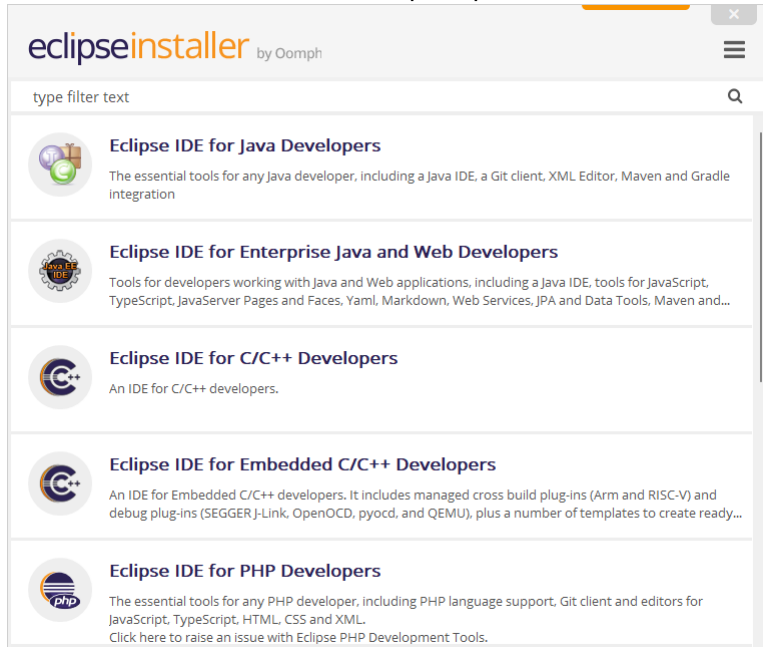 eclipseinstaller by Oomph
type filter text
Eclipse IDE for Java Developers
The essential tools for any Java developer, including a Java IDE, a Git client, XML Editor, Maven and Gradle
integration
Java EE
IDE
Eclipse IDE for Enterprise Java and Web Developers
Tools for developers working with Java and Web applications, including a Java IDE, tools for JavaScript,
TypeScript, JavaServer Pages and Faces, Yaml, Markdown, Web Services, JPA and Data Tools, Maven and...
C++
Eclipse IDE for C/C++ Developers
An IDE for C/C++ developers.
C++
Eclipse IDE for Embedded C/C++ Developers
An IDE for Embedded C/C++ developers. It includes managed cross build plug-ins (Arm and RISC-V) and
debug plug-ins (SEGGER J-Link, OpenOCD, pyocd, and QEMU), plus a number of templates to create ready...
php
Eclipse IDE for PHP Developers
The essential tools for any PHP developer, including PHP language support, Git client and editors for
JavaScript, TypeScript, HTML, CSS and XML.
Click here to raise an issue with Eclipse PHP Development Tools.